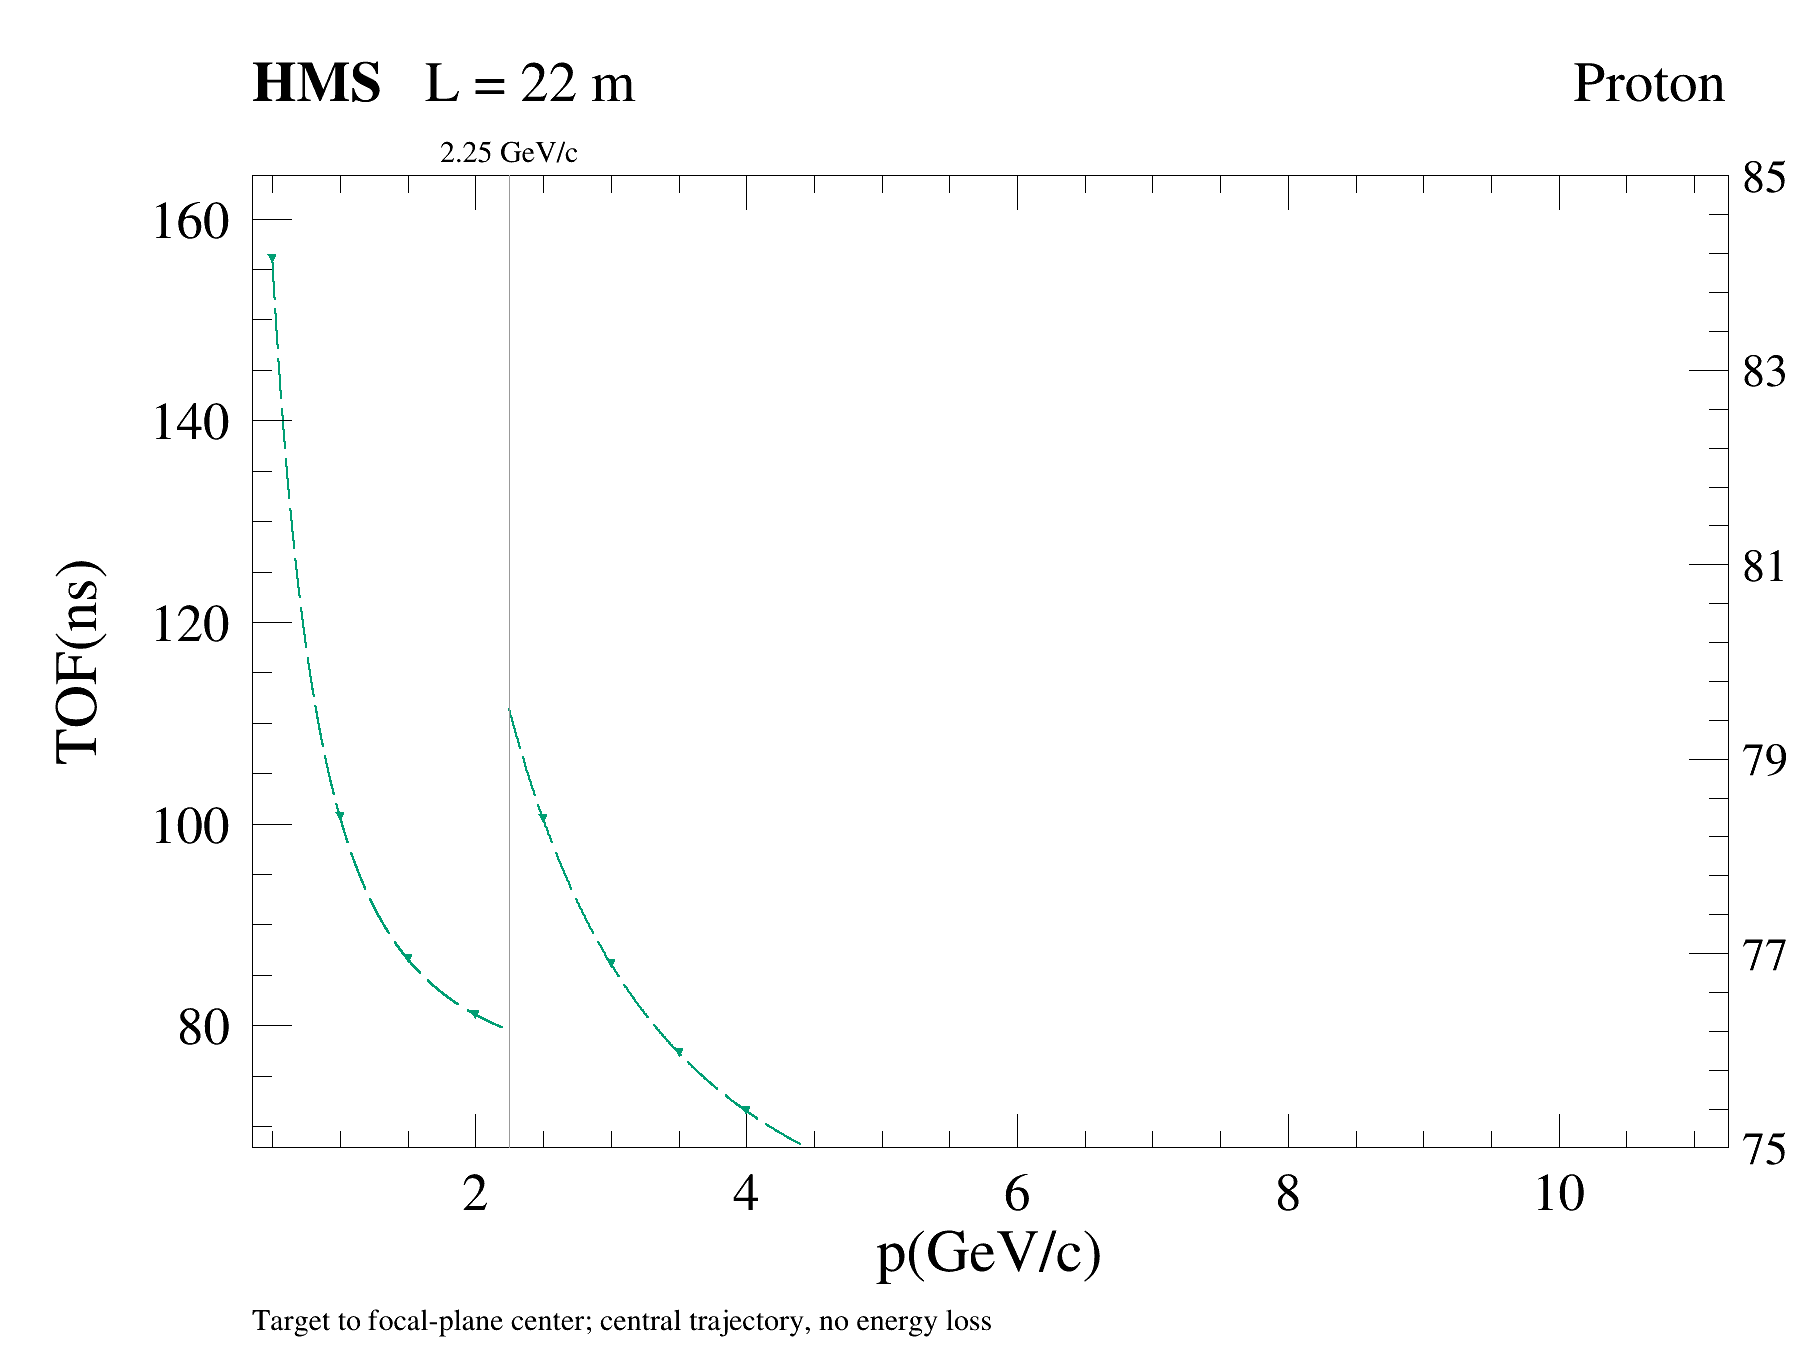 HMS L = 22 m
Proton
2.25 GeV/c
160
140
120
100
80
TOF(ns)
85
83
81
79
77
75
2 4 6 8 10
p(GeV/c)
Target to focal-plane center; central trajectory, no energy loss